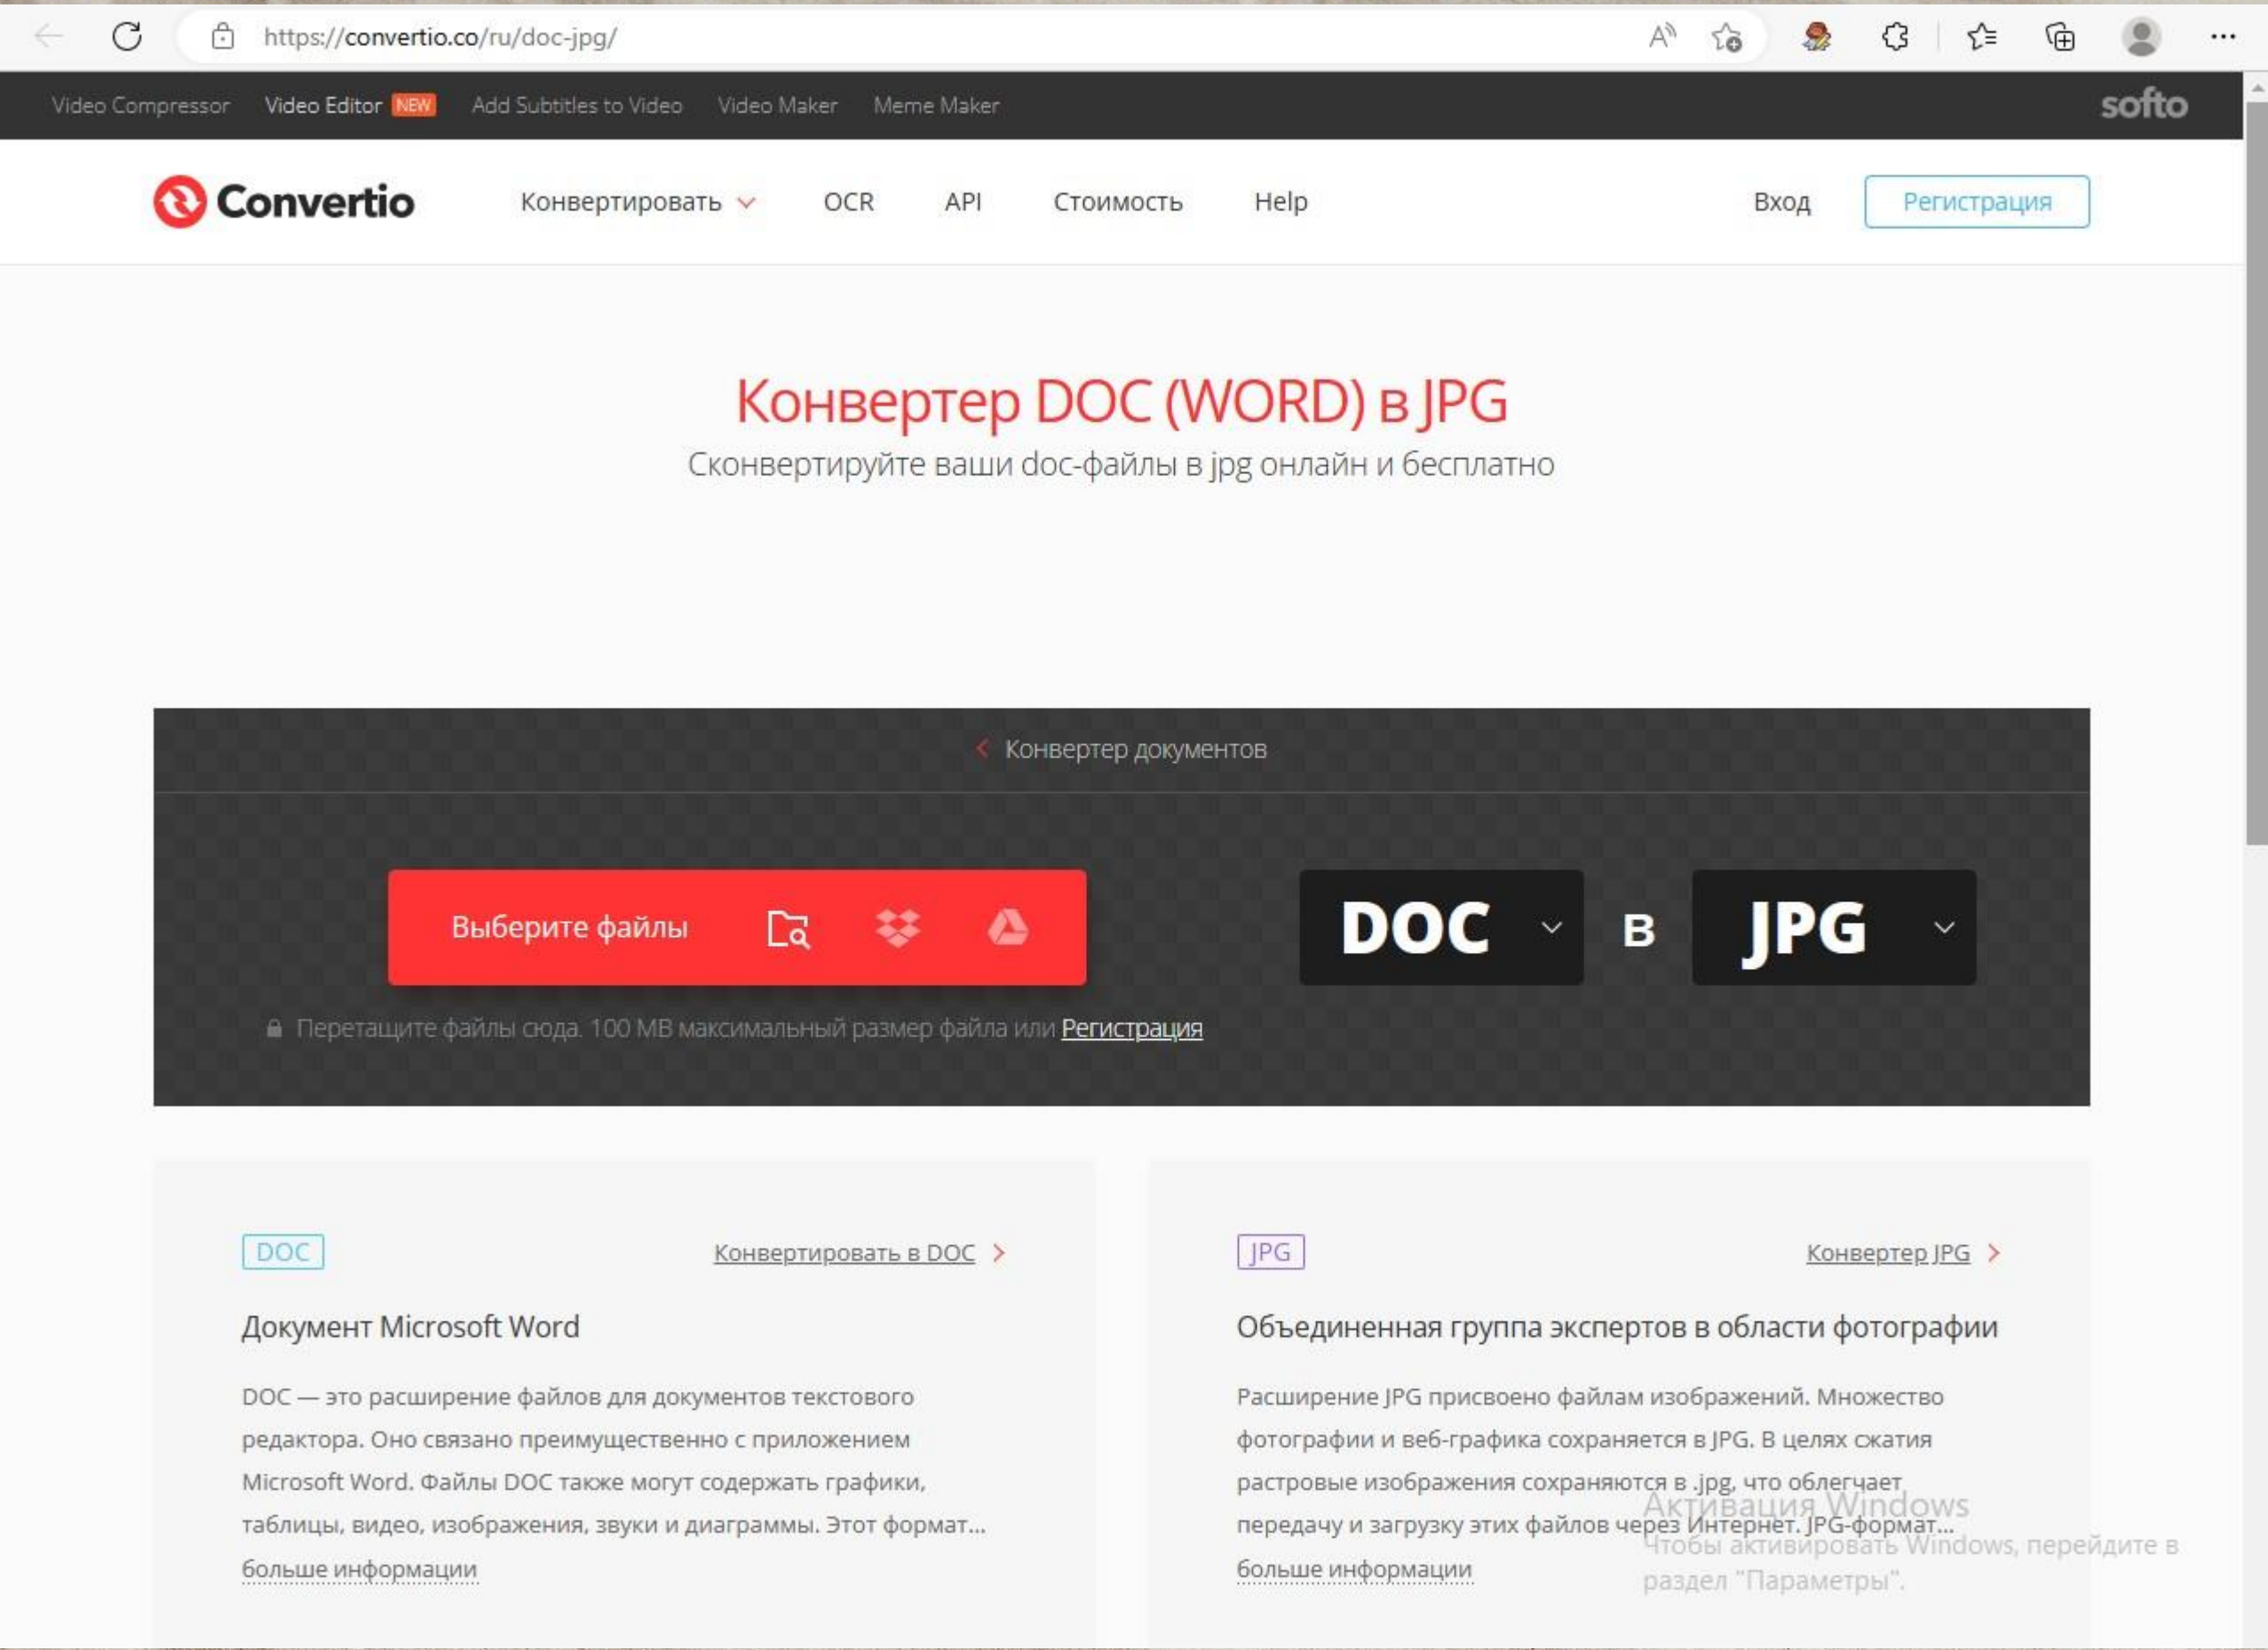 https://convertio.co/ru/doc-jpg/
Video Compressor Video Editor NEW Add Subtitles to Video Video Maker Meme Maker softo
Convertio Конвертировать OCR API Стоимость Help Вход Регистрация
Конвертер DOC (WORD) в JPG
Сконвертируйте ваши doc-файлы в jpg онлайн и бесплатно
Конвертер документов
Выберите файлы DOC в JPG
Перетащите файлы сюда. 100 MB максимальный размер файла или Регистрация
DOC Конвертировать в DOC
Документ Microsoft Word
DOC — это расширение файлов для документов текстового
редактора. Оно связано преимущественно с приложением
Microsoft Word. Файлы DOC также могут содержать графики,
таблицы, видео, изображения, звуки и диаграммы. Этот формат...
больше информации
JPG Конвертер JPG
Объединенная группа экспертов в области фотографии
Расширение JPG присвоено файлам изображений. Множество
фотографии и веб-графика сохраняется в JPG. В целях сжатия
растровые изображения сохраняются в .jpg, что облегчает
передачу и загрузку этих файлов через Интернет. JPG-формат...
больше информации
Активация Windows
Чтобы активировать Windows, перейдите в
раздел "Параметры".